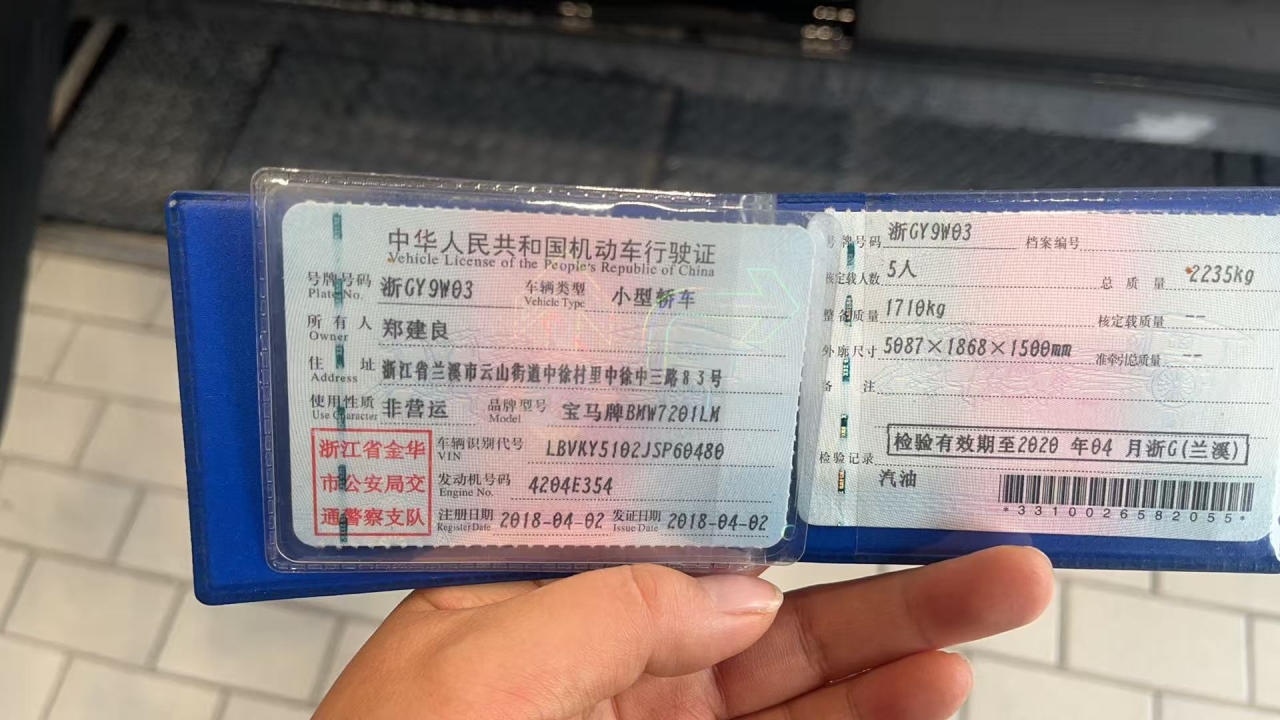 中华人民共和国机动车行驶证
Vehicle License of the People's Republic of China
号牌号码 浙GY9W03 车辆类型 小型轿车
Plate No. Vehicle Type
所有人 郑建良
Owner
住址 浙江省兰溪市云山街道中徐村里中徐中三路83号
Address
使用性质 非营运 品牌型号 宝马牌BMW7201LM
Use Character Model
浙江省金华
市公安局交
通警察支队
车辆识别代号 LBVKY5102JSP60480
VIN
发动机号码 4204E354
Engine No.
注册日期 2018-04-02 发证日期 2018-04-02
Register Date Issue Date
号牌号码 浙GY9W03 档案编号
核定载人数 5人 总质量 2235kg
整备质量 1710kg 核定载质量 --
外廓尺寸 5087×1868×1500mm 准牵引总质量 --
备注
检验有效期至2020 年04 月浙G(兰溪)
检验记录
汽油
*3310026582055*